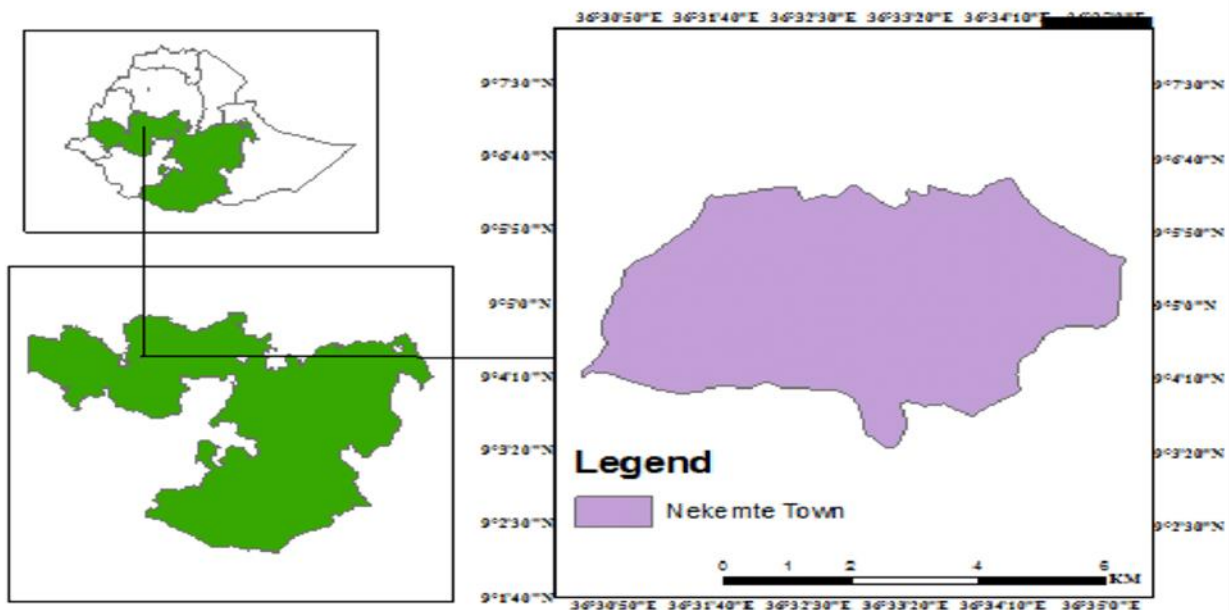 36°30'50"E 36°31'40"E 36°32'30"E 36°33'20"E 36°34'10"E
9°7'30"N 9°7'30"N
9°6'40"N 9°6'40"N
9°5'50"N 9°5'50"N
9°5'0"N 9°5'0"N
9°4'10"N 9°4'10"N
9°3'20"N 9°3'20"N
Legend
Nekemte Town
9°2'30"N 9°2'30"N
0 1 2 4 6
KM
9°1'40"N
36°30'50"E 36°31'40"E 36°32'30"E 36°33'20"E 36°34'10"E 36°35'0"E